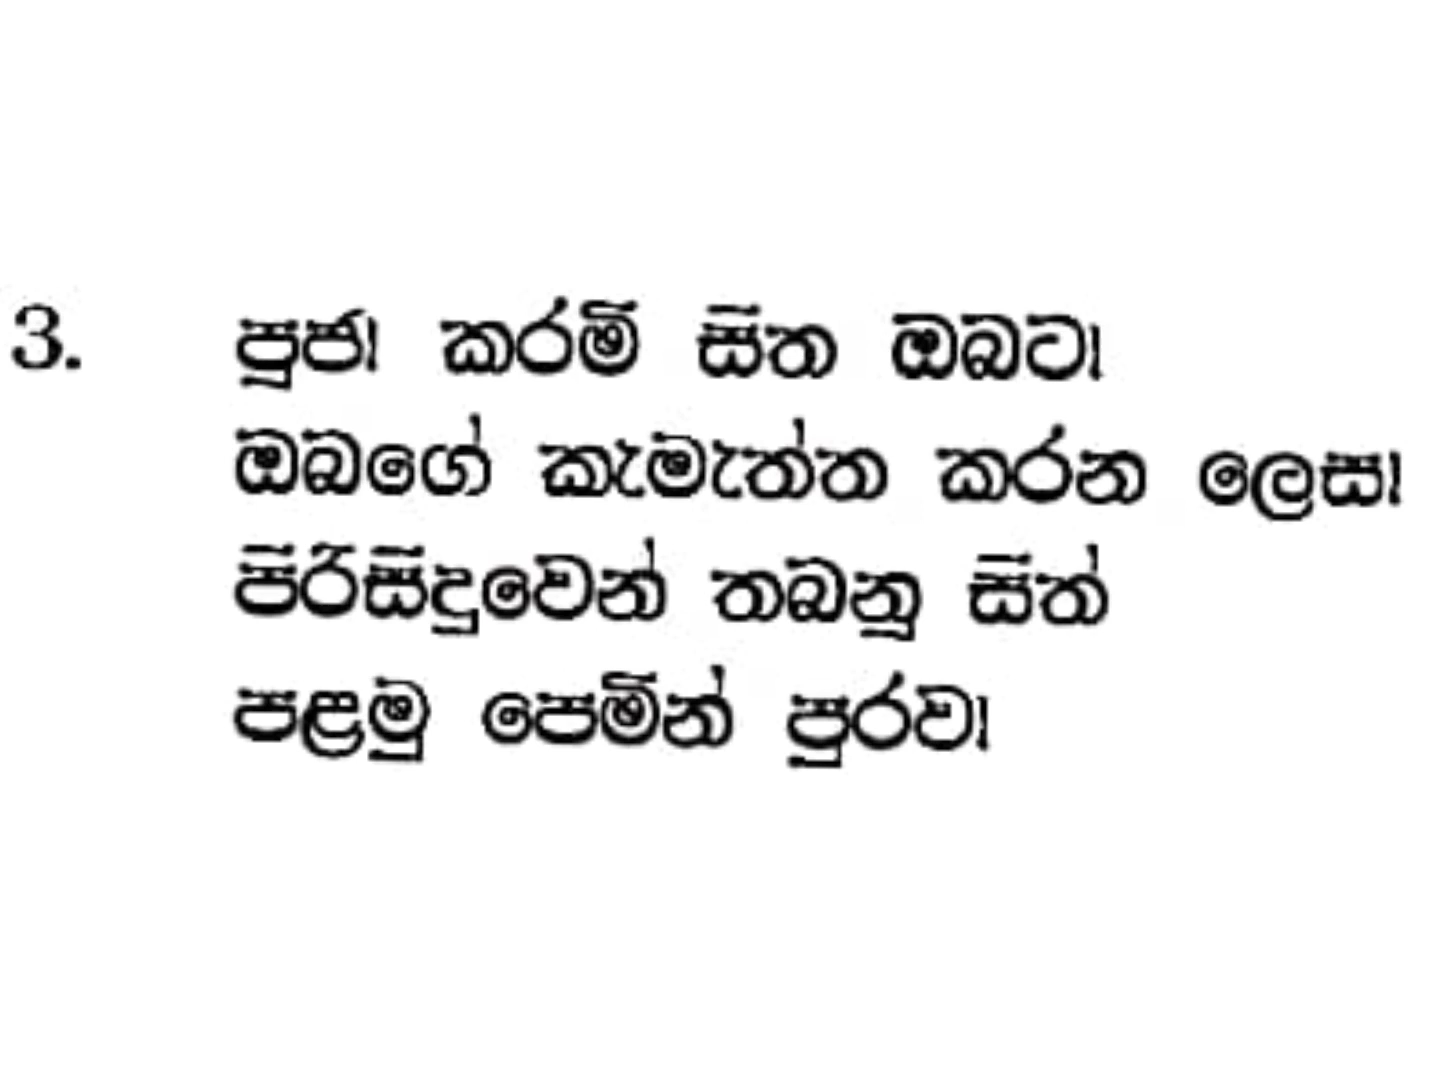 3. පුජා කරමි සිත ඔබටා
ඔබගේ කැමැත්ත කරන ලෙසා
පිරිසිදුවෙන් තබනු සිත්
පළමු පෙමින් පුරවා